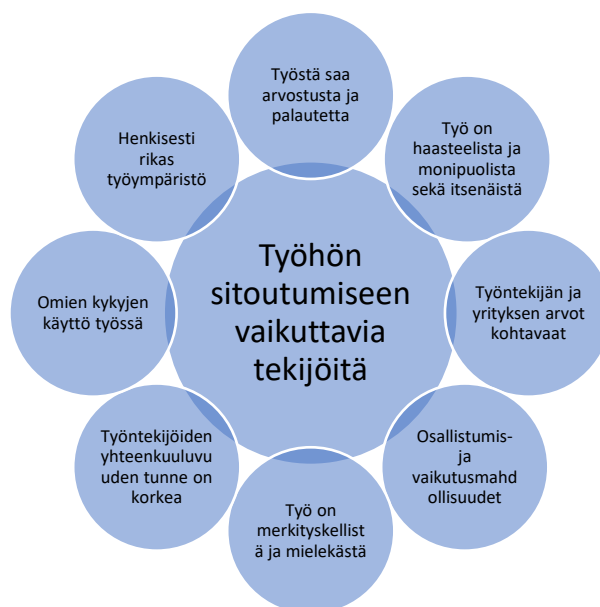 Työstä saa
arvostusta ja
palautetta
Työ on
haasteelista ja
monipuolista
sekä itsenäistä
Työntekijän ja
yrityksen arvot
kohtavaat
Osallistumis-
ja
vaikutusmahd
ollisuudet
Työ on
merkityskellist
ä ja mielekästä
Työntekijöiden
yhteenkuuluvu
uden tunne on
korkea
Omien kykyjen
käyttö työssä
Henkisesti
rikas
työympäristö
Työhön
sitoutumiseen
vaikuttavia
tekijöitä